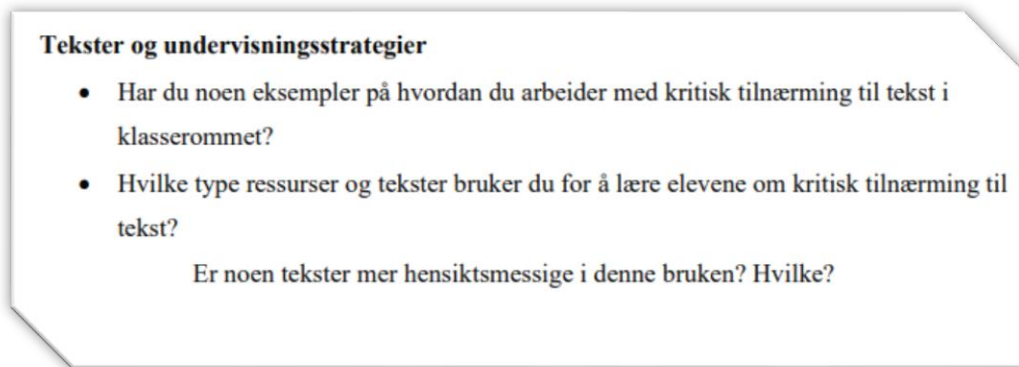 Tekster og undervisningsstrategier
• Har du noen eksempler på hvordan du arbeider med kritisk tilnærming til tekst i
klasserommet?
• Hvilke type ressurser og tekster bruker du for å lære elevene om kritisk tilnærming til
tekst?
Er noen tekster mer hensiktsmessige i denne bruken? Hvilke?